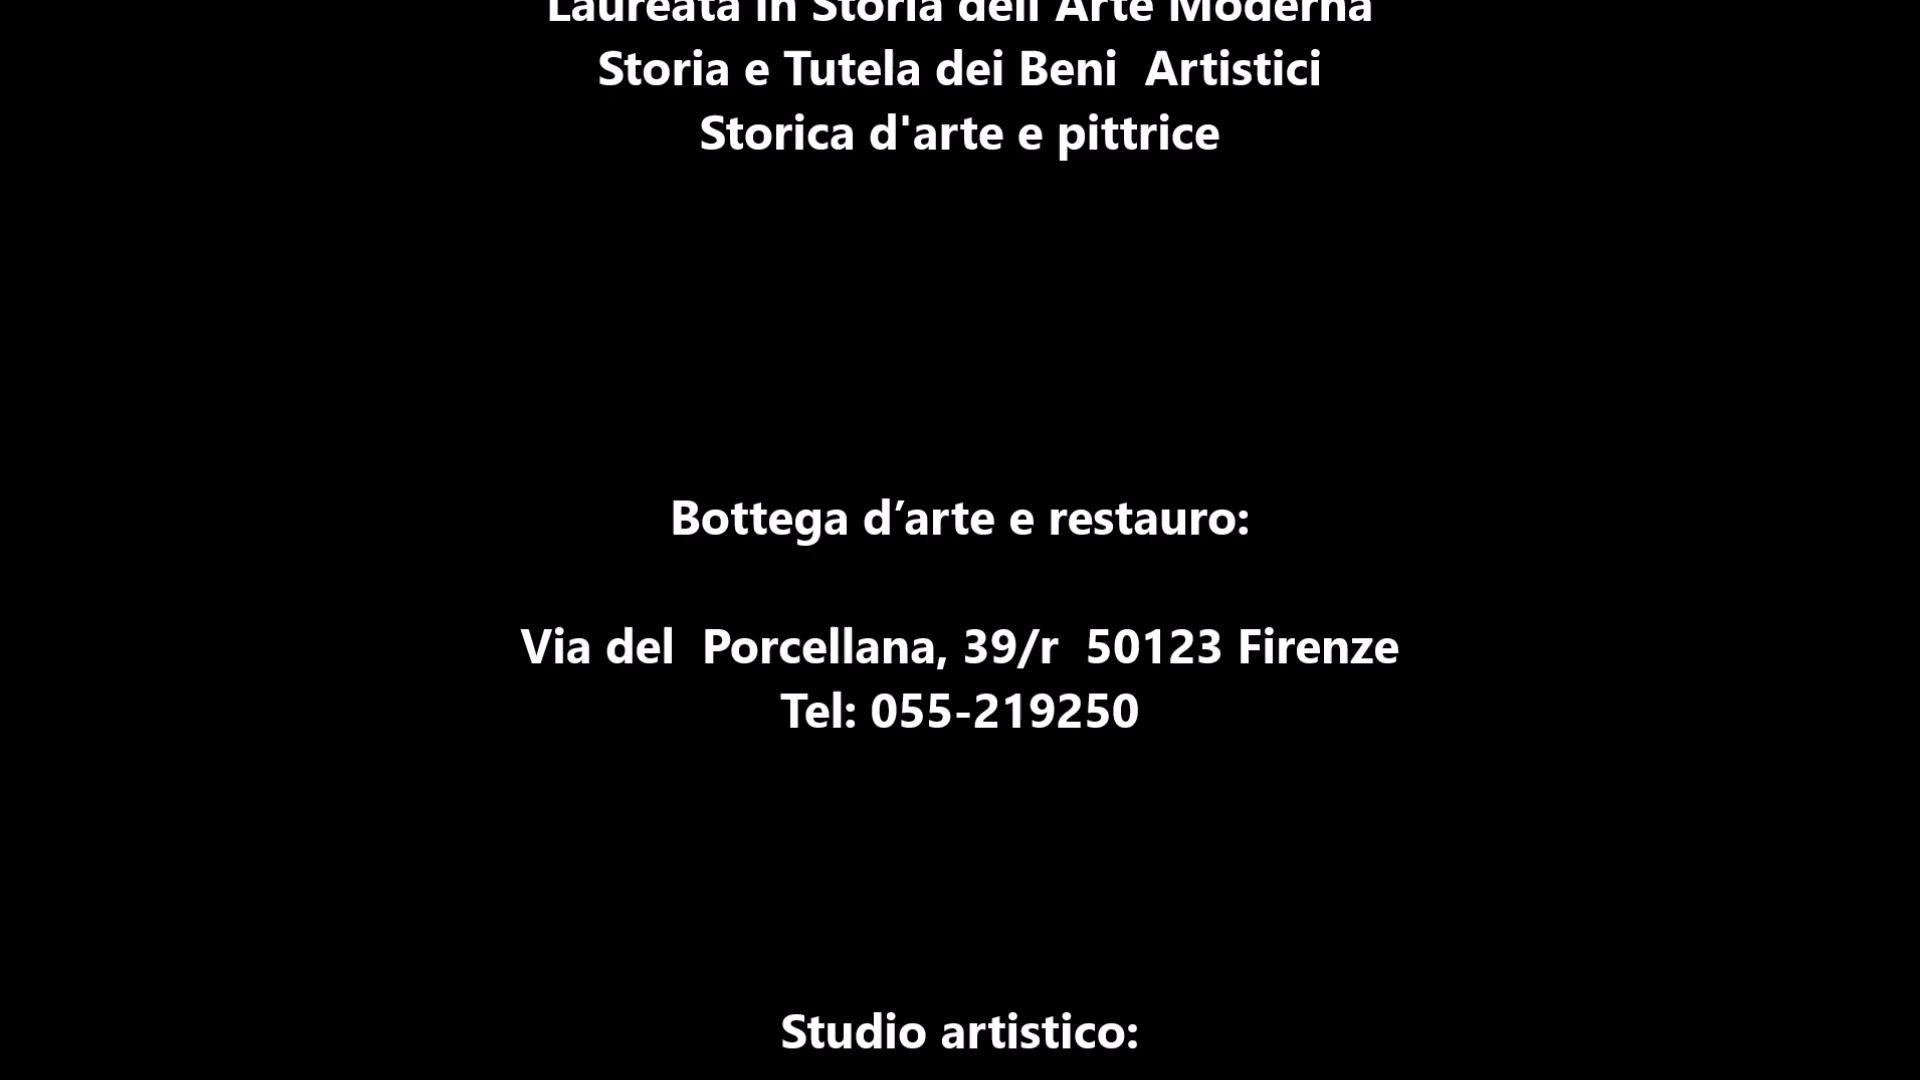 Laureata in Storia dell'Arte Moderna
Storia e Tutela dei Beni  Artistici
Storica d'arte e pittrice
Bottega d’arte e restauro:
Via del  Porcellana, 39/r  50123 Firenze
Tel: 055-219250
Studio artistico: